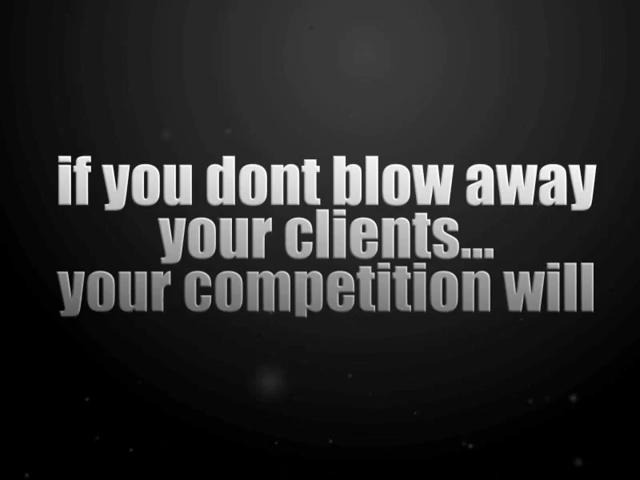 if you dont blow away
your clients...
your competition will